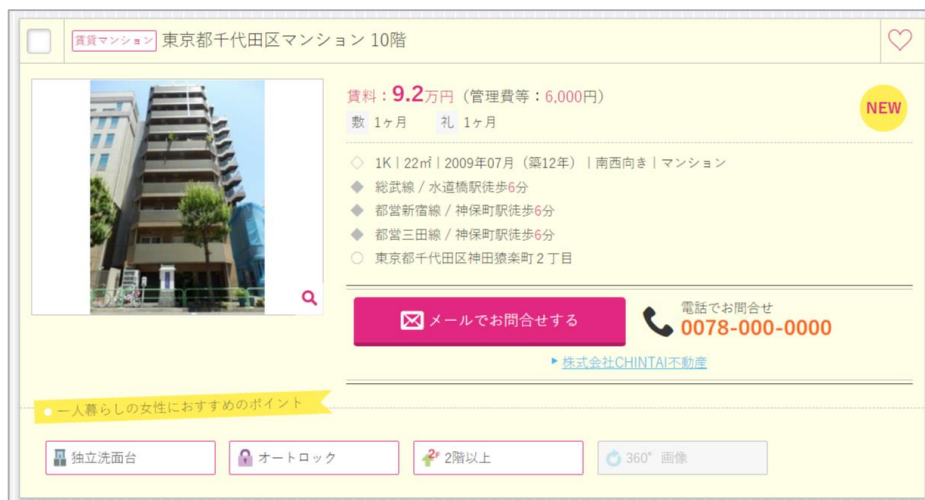 賃貸マンション 東京都千代田区マンション 10階
賃料：9.2万円（管理費等：6,000円）
NEW
敷 1ヶ月 礼 1ヶ月
1K | 22㎡ | 2009年07月（築12年）| 南西向き | マンション
総武線 / 水道橋駅徒歩6分
都営新宿線 / 神保町駅徒歩6分
都営三田線 / 神保町駅徒歩6分
東京都千代田区神田猿楽町２丁目
メールでお問合せする
電話でお問合せ
0078-000-0000
株式会社CHINTAI不動産
一人暮らしの女性におすすめのポイント
独立洗面台 オートロック 2F 2階以上 360° 画像